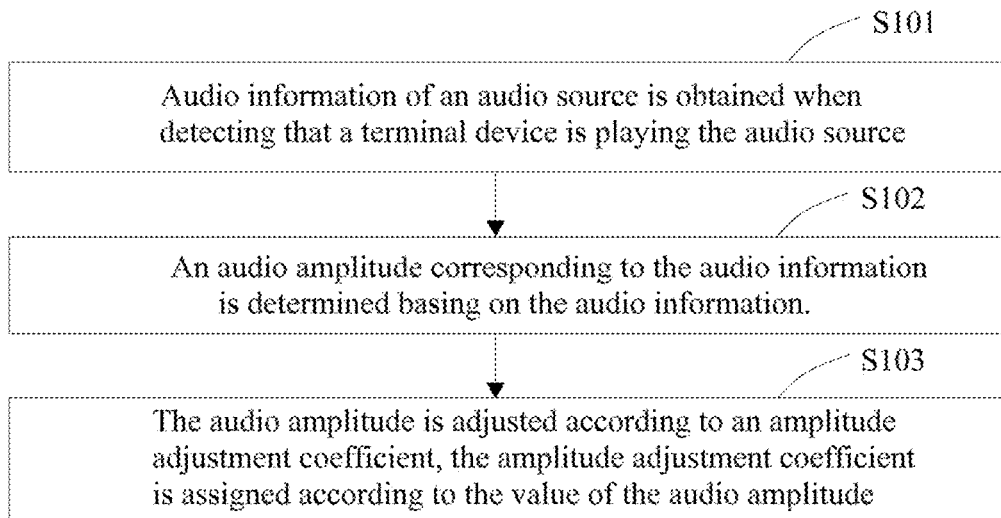 S101
Audio information of an audio source is obtained when
detecting that a terminal device is playing the audio source
S102
An audio amplitude corresponding to the audio information
is determined basing on the audio information.
S103
The audio amplitude is adjusted according to an amplitude
adjustment coefficient, the amplitude adjustment coefficient
is assigned according to the value of the audio amplitude